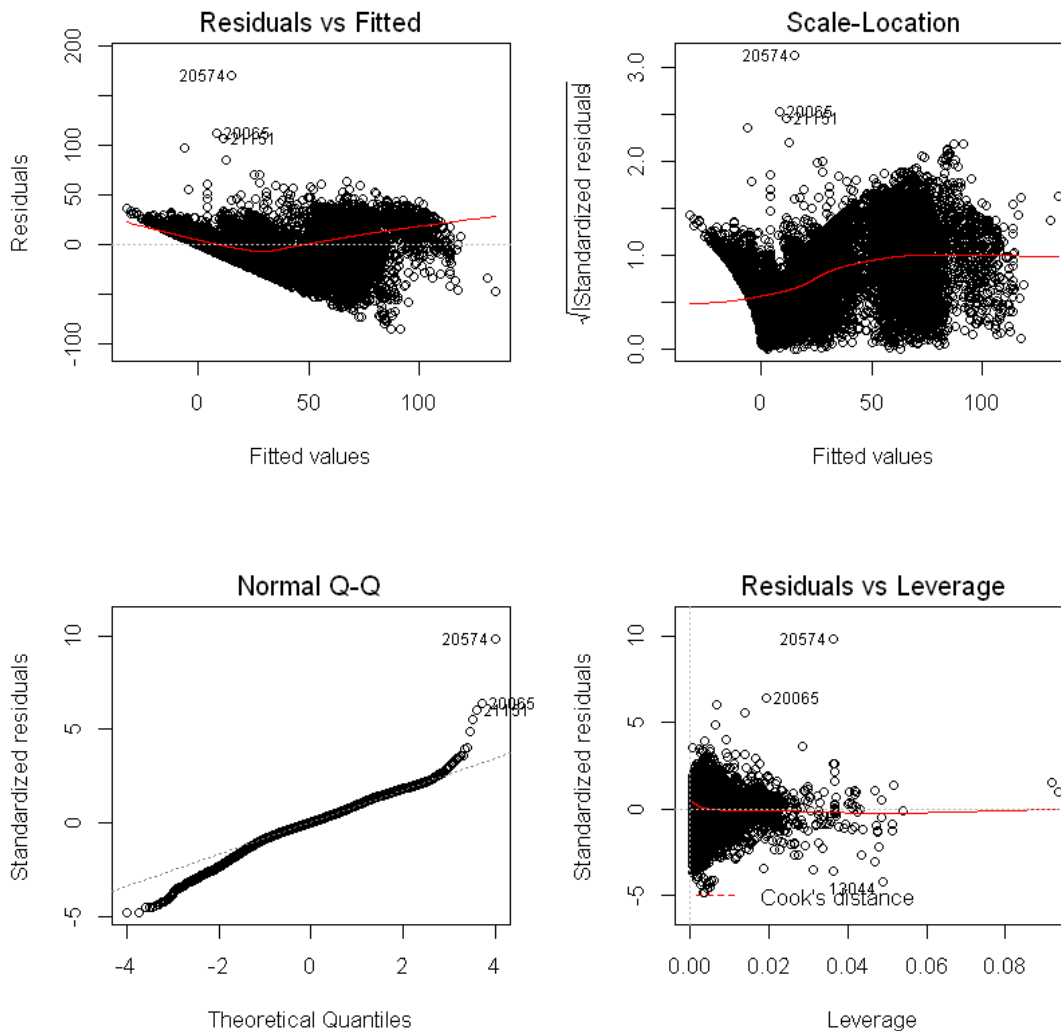 Residuals vs Fitted
Residuals
200
100
50
0
-100
20574
20065
21151
0 50 100
Fitted values
Scale-Location
√|Standardized residuals|
3.0
2.0
1.0
0.0
20574
20065
21151
0 50 100
Fitted values
Normal Q-Q
Standardized residuals
10
5
0
-5
20574
20065
21151
-4 -2 0 2 4
Theoretical Quantiles
Residuals vs Leverage
Standardized residuals
10
5
0
-5
20574
20065
13044
Cook's distance
0.00 0.02 0.04 0.06 0.08
Leverage